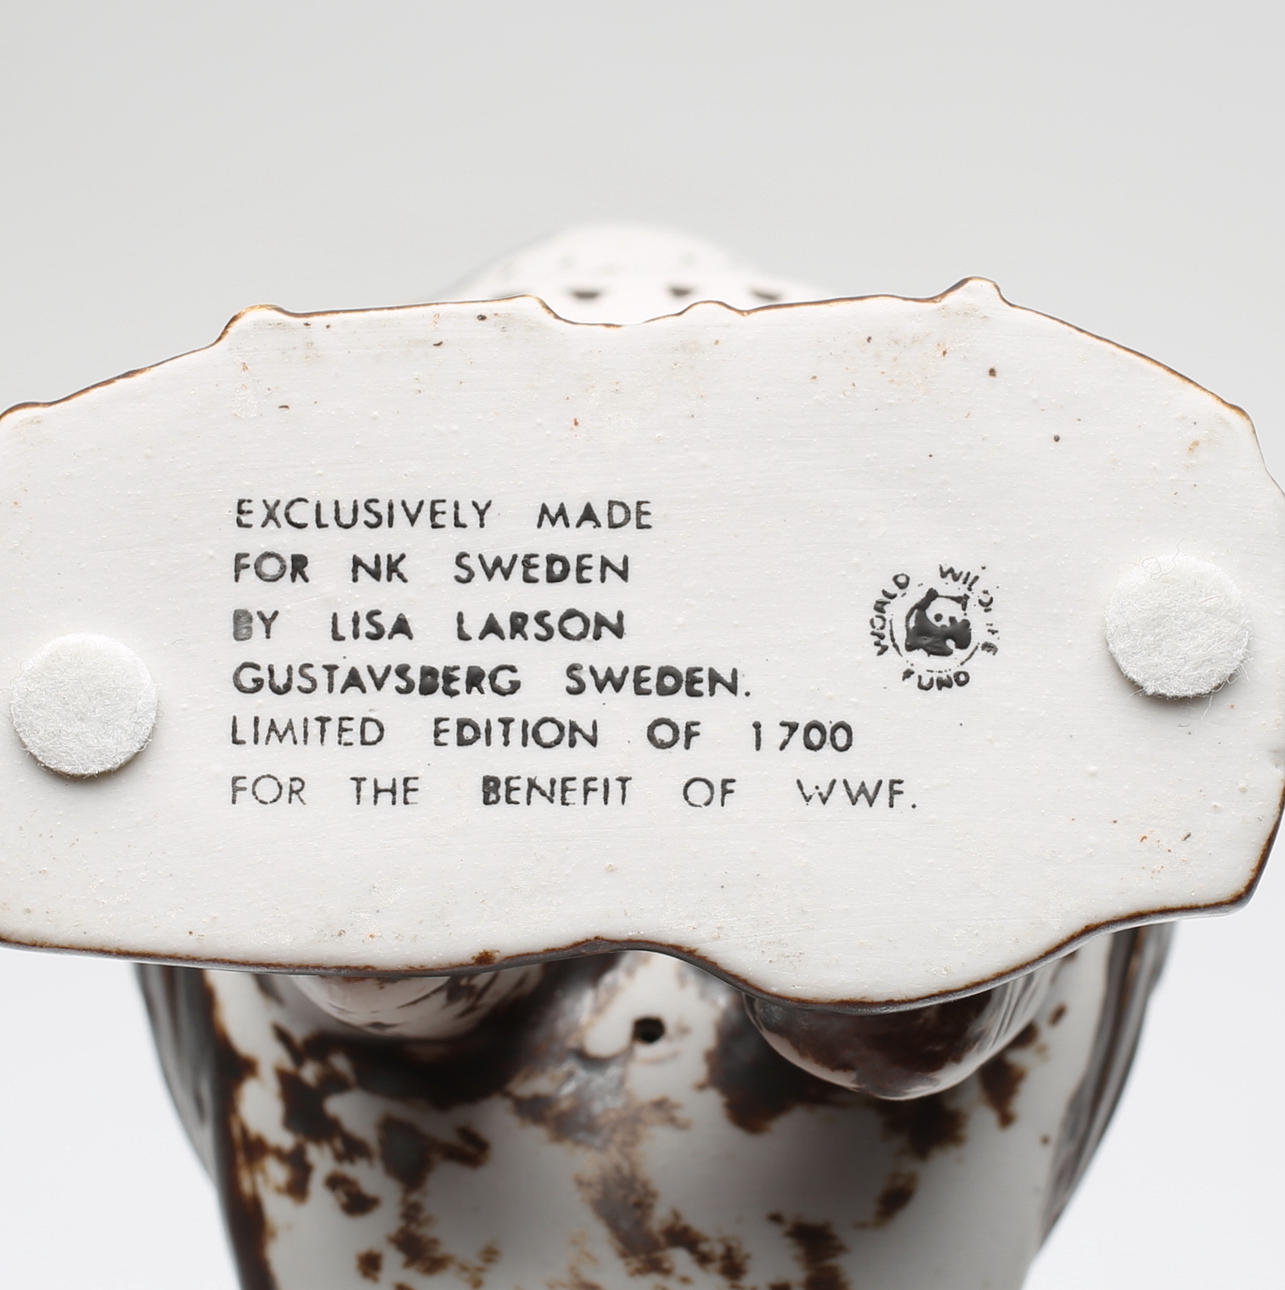 EXCLUSIVELY MADE
FOR NK SWEDEN
BY LISA LARSON
GUSTAVSBERG SWEDEN.
LIMITED EDITION OF 1700
FOR THE BENEFIT OF WWF.
WORLD WILDLIFE FUND